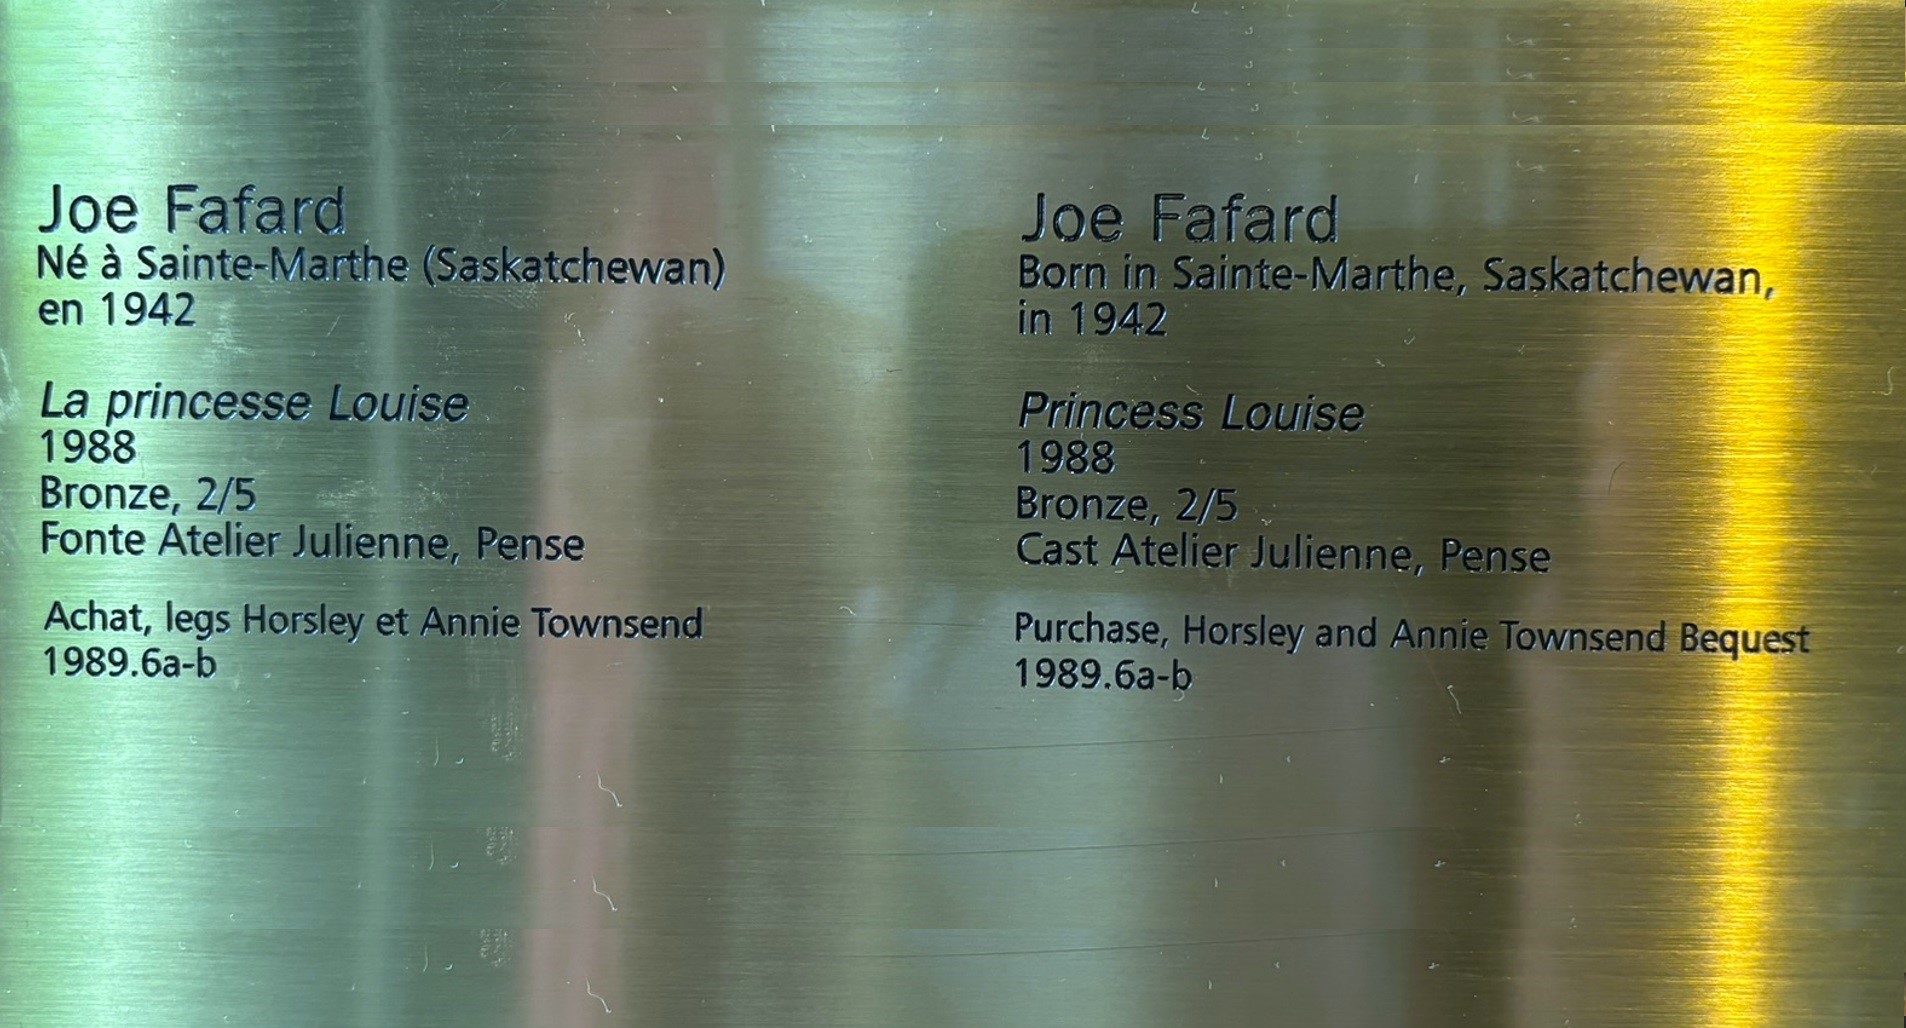 Joe Fafard
Né à Sainte-Marthe (Saskatchewan)
en 1942
La princesse Louise
1988
Bronze, 2/5
Fonte Atelier Julienne, Pense
Achat, legs Horsley et Annie Townsend
1989.6a-b
Joe Fafard
Born in Sainte-Marthe, Saskatchewan,
in 1942
Princess Louise
1988
Bronze, 2/5
Cast Atelier Julienne, Pense
Purchase, Horsley and Annie Townsend Bequest
1989.6a-b